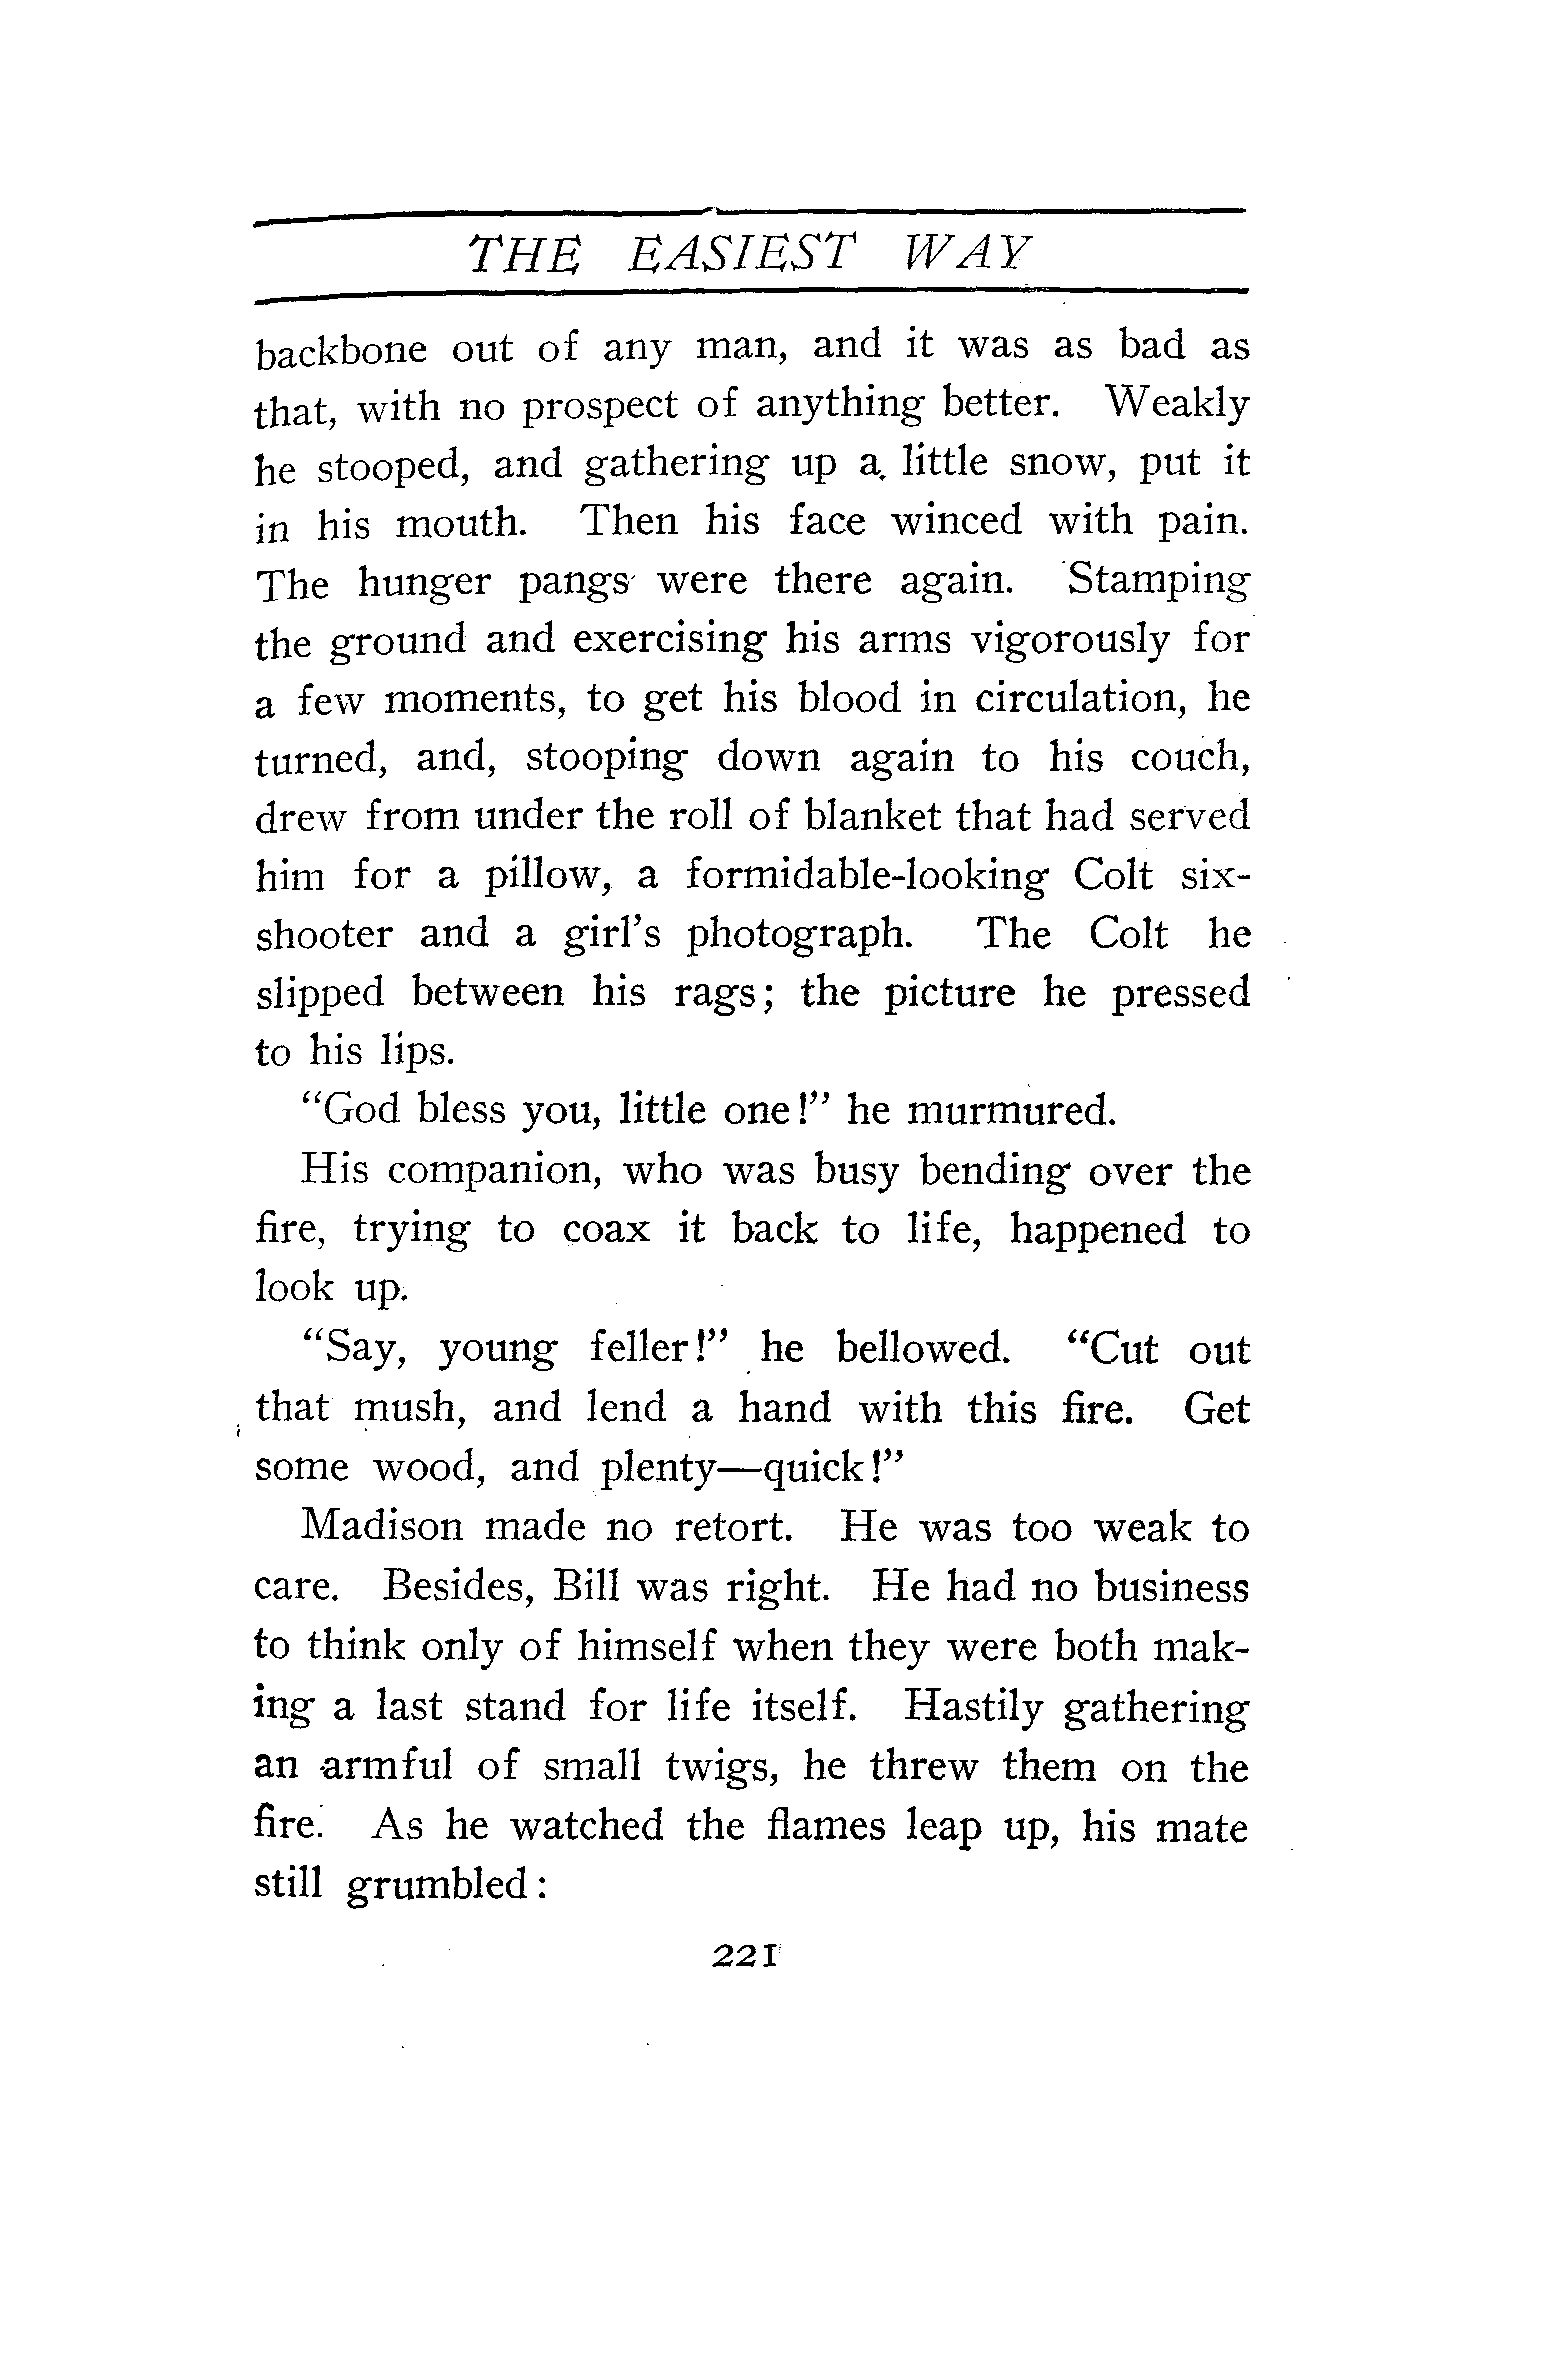 THE EASIEST WAY
backbone out of any man, and it was as bad as
that, with no prospect of anything better. Weakly
he stooped, and gathering up a little snow, put it
in his mouth. Then his face winced with pain.
The hunger pangs were there again. Stamping
the ground and exercising his arms vigorously for
a few moments, to get his blood in circulation, he
turned, and, stooping down again to his couch,
drew from under the roll of blanket that had served
him for a pillow, a formidable-looking Colt six-
shooter and a girl's photograph. The Colt he
slipped between his rags; the picture he pressed
to his lips.
"God bless you, little one!" he murmured.
His companion, who was busy bending over the
fire, trying to coax it back to life, happened to
look up.
"Say, young feller!" he bellowed. "Cut out
that mush, and lend a hand with this fire. Get
some wood, and plenty—quick!"
Madison made no retort. He was too weak to
care. Besides, Bill was right. He had no business
to think only of himself when they were both mak-
ing a last stand for life itself. Hastily gathering
an armful of small twigs, he threw them on the
fire. As he watched the flames leap up, his mate
still grumbled:
221